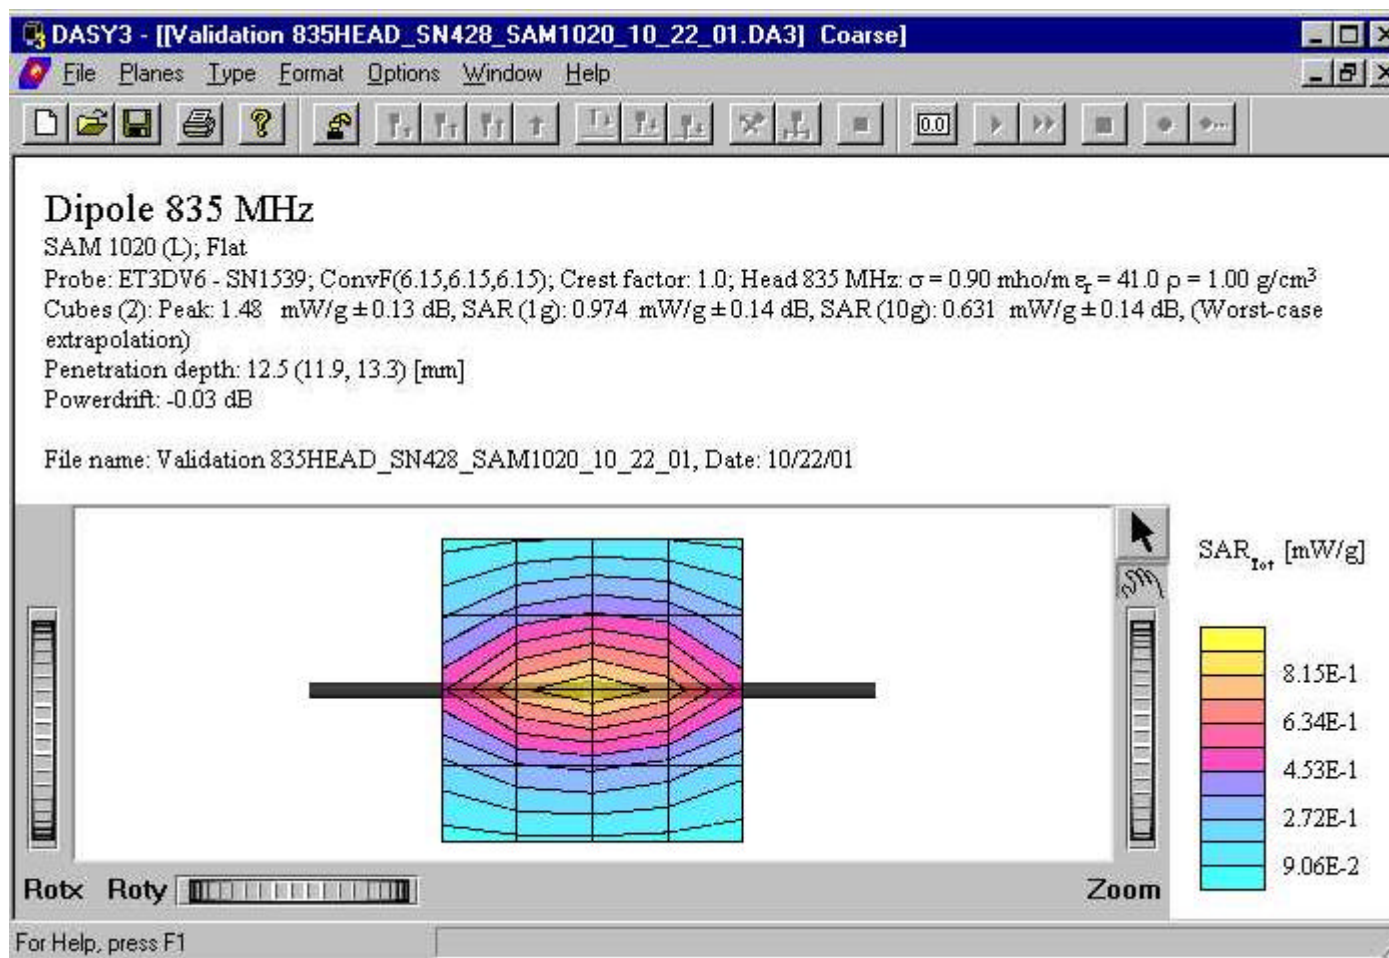 DASY3 - [[Validation 835HEAD_SN428_SAM1020_10_22_01.DA3] Coarse]
File Planes Type Format Options Window Help
0.0
Dipole 835 MHz
SAM 1020 (L); Flat
Probe: ET3DV6 - SN1539; ConvF(6.15,6.15,6.15); Crest factor: 1.0; Head 835 MHz: σ = 0.90 mho/m εr = 41.0 ρ = 1.00 g/cm³
Cubes (2): Peak: 1.48 mW/g ± 0.13 dB, SAR (1g): 0.974 mW/g ± 0.14 dB, SAR (10g): 0.631 mW/g ± 0.14 dB, (Worst-case
extrapolation)
Penetration depth: 12.5 (11.9, 13.3) [mm]
Powerdrift: -0.03 dB
File name: Validation 835HEAD_SN428_SAM1020_10_22_01, Date: 10/22/01
SARTot [mW/g]
8.15E-1
6.34E-1
4.53E-1
2.72E-1
9.06E-2
Rotx Roty Zoom
For Help, press F1